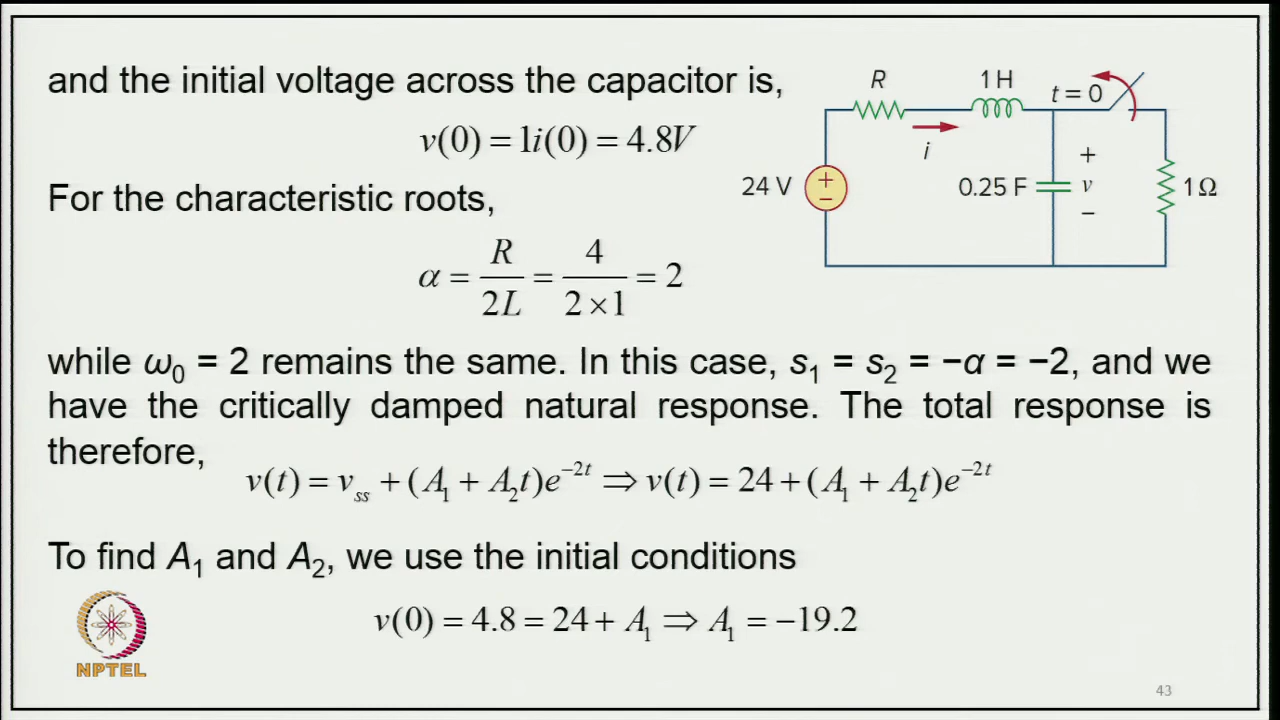 and the initial voltage across the capacitor is,
v(0) = 1i(0) = 4.8V
For the characteristic roots,
α = R/2L = 4/2×1 = 2
while ω₀ = 2 remains the same. In this case, s₁ = s₂ = −α = −2, and we
have the critically damped natural response. The total response is
therefore,
v(t) = vₛₛ + (A₁ + A₂t)e⁻²ᵗ ⇒ v(t) = 24 + (A₁ + A₂t)e⁻²ᵗ
To find A₁ and A₂, we use the initial conditions
v(0) = 4.8 = 24 + A₁ ⇒ A₁ = −19.2
R
1 H
t = 0
i
24 V
+
−
0.25 F
+
v
−
1 Ω
NPTEL
43